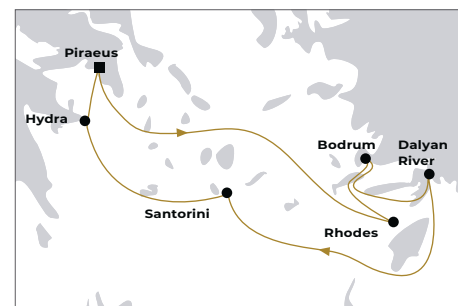 Piraeus
Hydra
Bodrum
Dalyan
River
Santorini
Rhodes